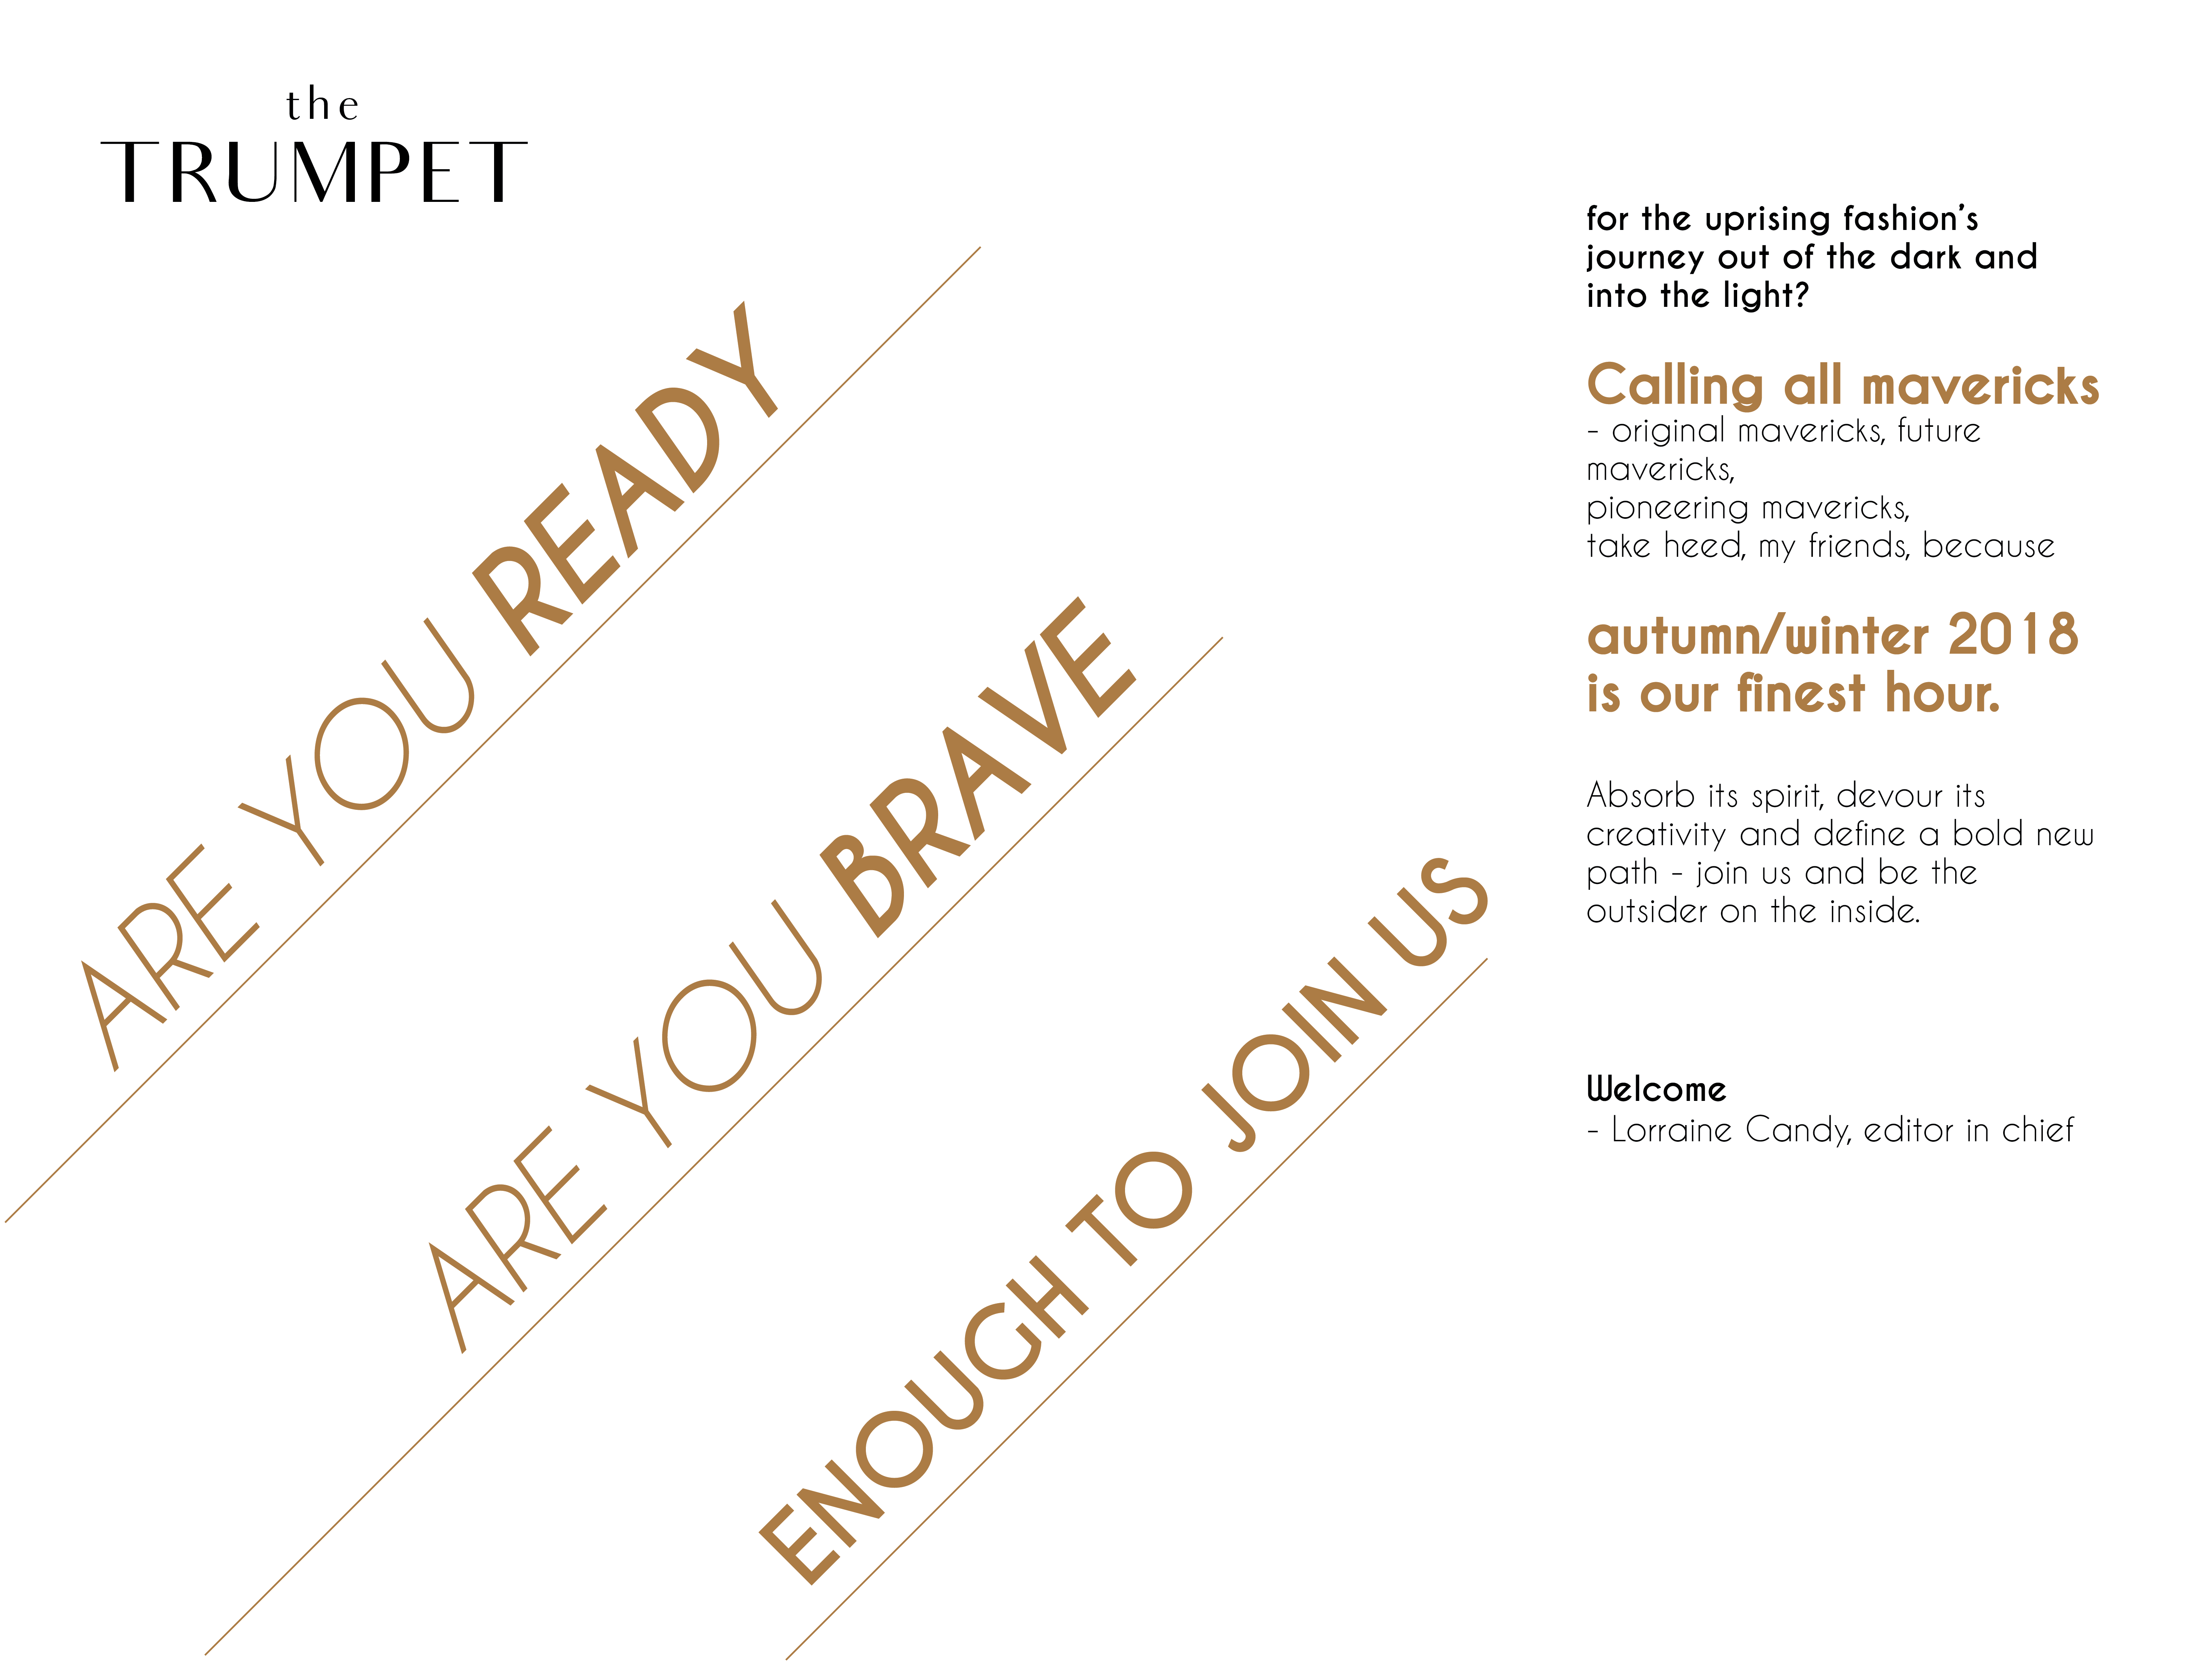 the
TRUMPET
ARE YOU READY
ARE YOU BRAVE
ENOUGH TO JOIN US
for the uprising fashion’s
journey out of the dark and
into the light?
Calling all mavericks
- original mavericks, future
mavericks,
pioneering mavericks,
take heed, my friends, because
autumn/winter 2018
is our finest hour.
Absorb its spirit, devour its
creativity and define a bold new
path - join us and be the
outsider on the inside.
Welcome
- Lorraine Candy, editor in chief